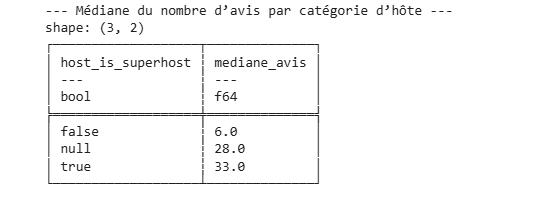 --- Médiane du nombre d’avis par catégorie d’hôte ---
shape: (3, 2)
host_is_superhost mediane_avis
--- ---
bool f64
false 6.0
null 28.0
true 33.0